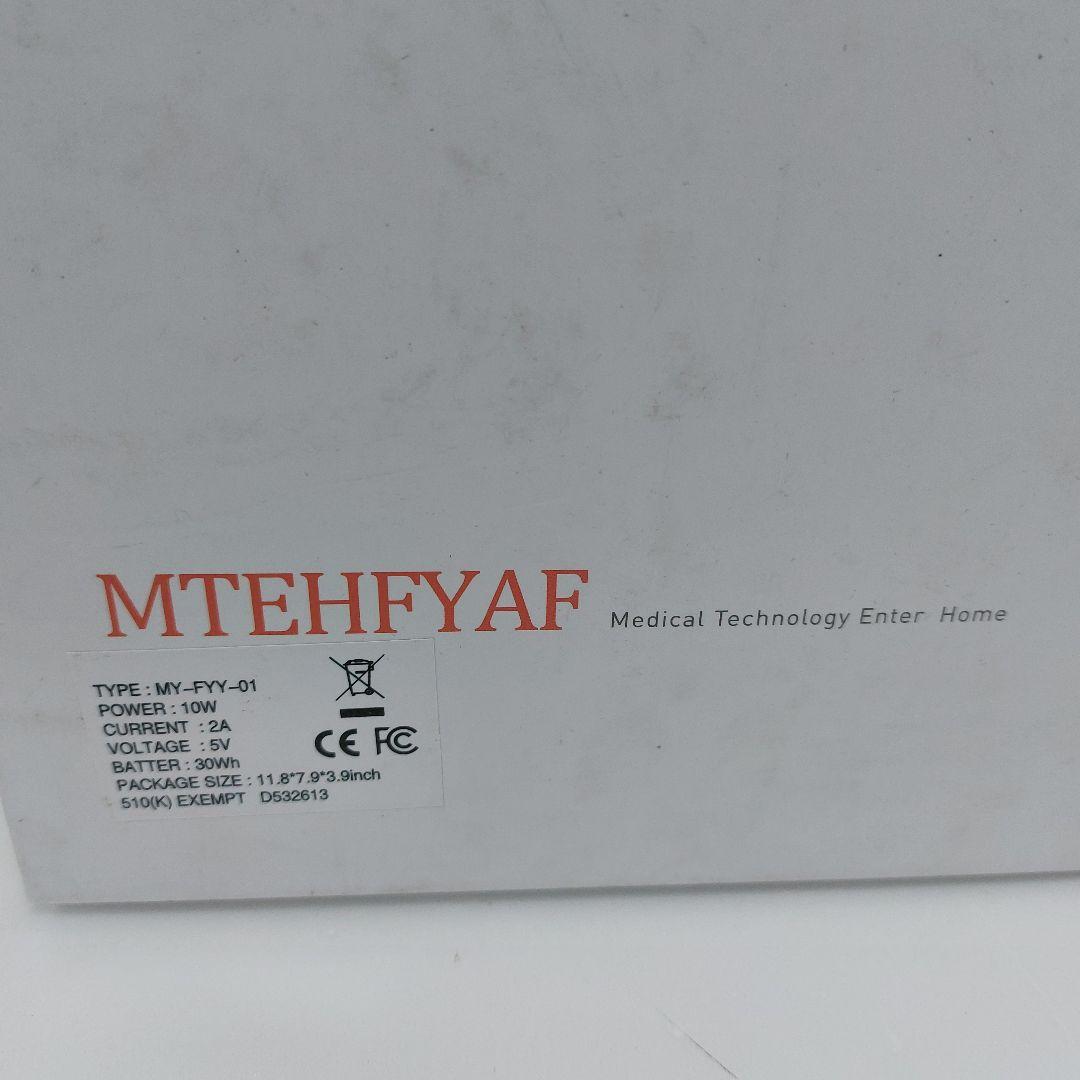 MTEHFYAF Medical Technology Enter Home
TYPE : MY-FYY-01
POWER : 10W
CURRENT : 2A
VOLTAGE : 5V
BATTER : 30Wh
PACKAGE SIZE : 11.8*7.9*3.9inch
510(K) EXEMPT D532613
CE FC